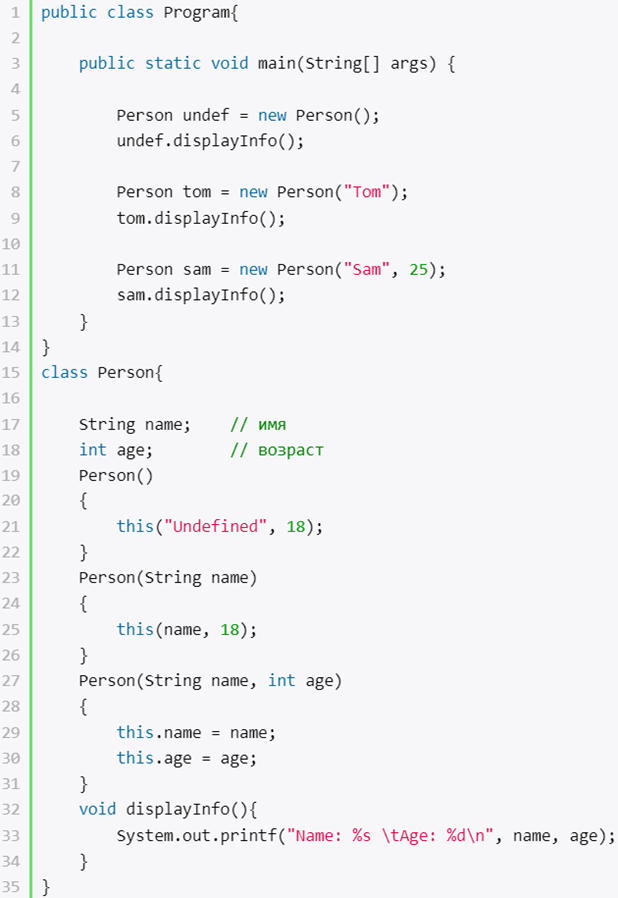 1 public class Program{
2
3     public static void main(String[] args) {
4
5         Person undef = new Person();
6         undef.displayInfo();
7
8         Person tom = new Person("Tom");
9         tom.displayInfo();
10
11         Person sam = new Person("Sam", 25);
12         sam.displayInfo();
13     }
14 }
15 class Person{
16
17     String name;    // имя
18     int age;        // возраст
19     Person()
20     {
21         this("Undefined", 18);
22     }
23     Person(String name)
24     {
25         this(name, 18);
26     }
27     Person(String name, int age)
28     {
29         this.name = name;
30         this.age = age;
31     }
32     void displayInfo(){
33         System.out.printf("Name: %s \tAge: %d\n", name, age);
34     }
35 }